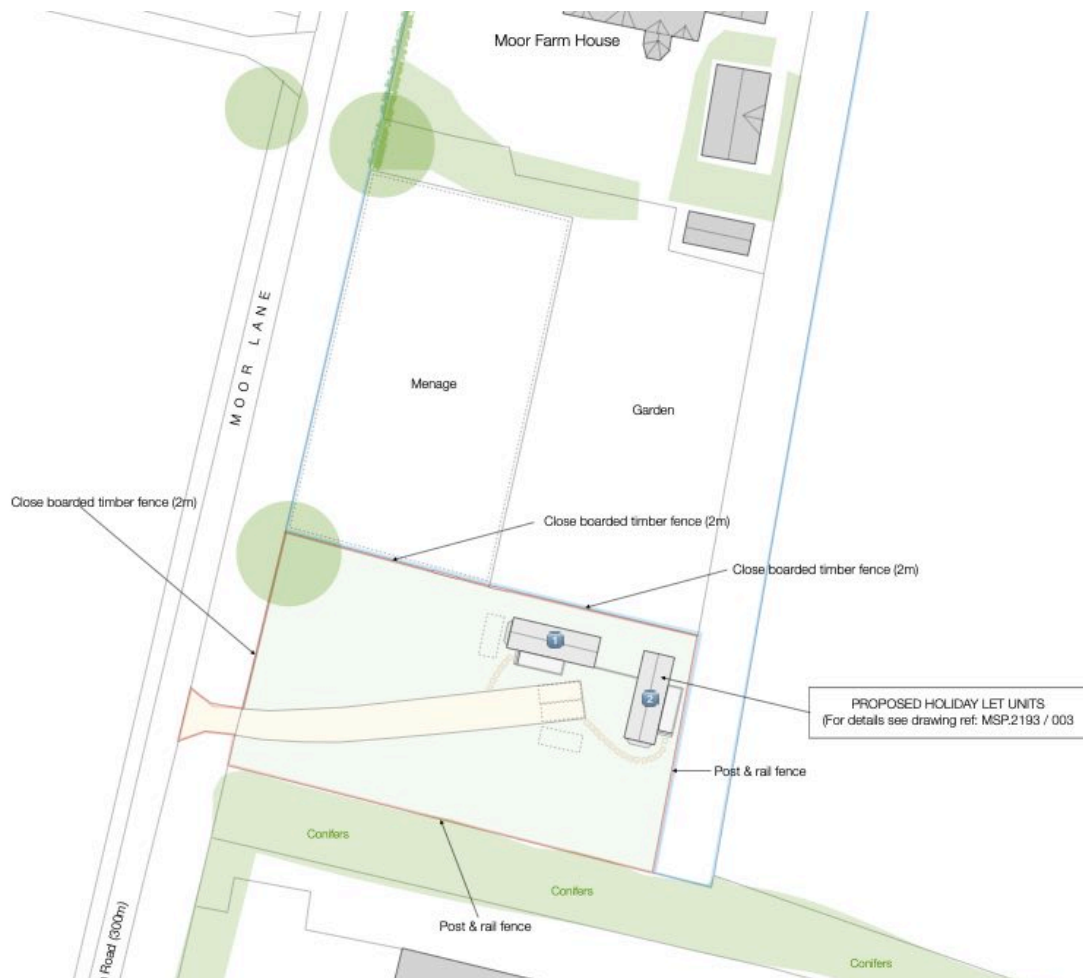 Moor Farm House
MOOR LANE
Menage
Garden
Close boarded timber fence (2m)
Close boarded timber fence (2m)
Close boarded timber fence (2m)
1
2
PROPOSED HOLIDAY LET UNITS
(For details see drawing ref: MSP.2193 / 003
Post & rail fence
Conifers
Conifers
Post & rail fence
Road (300m)
Conifers